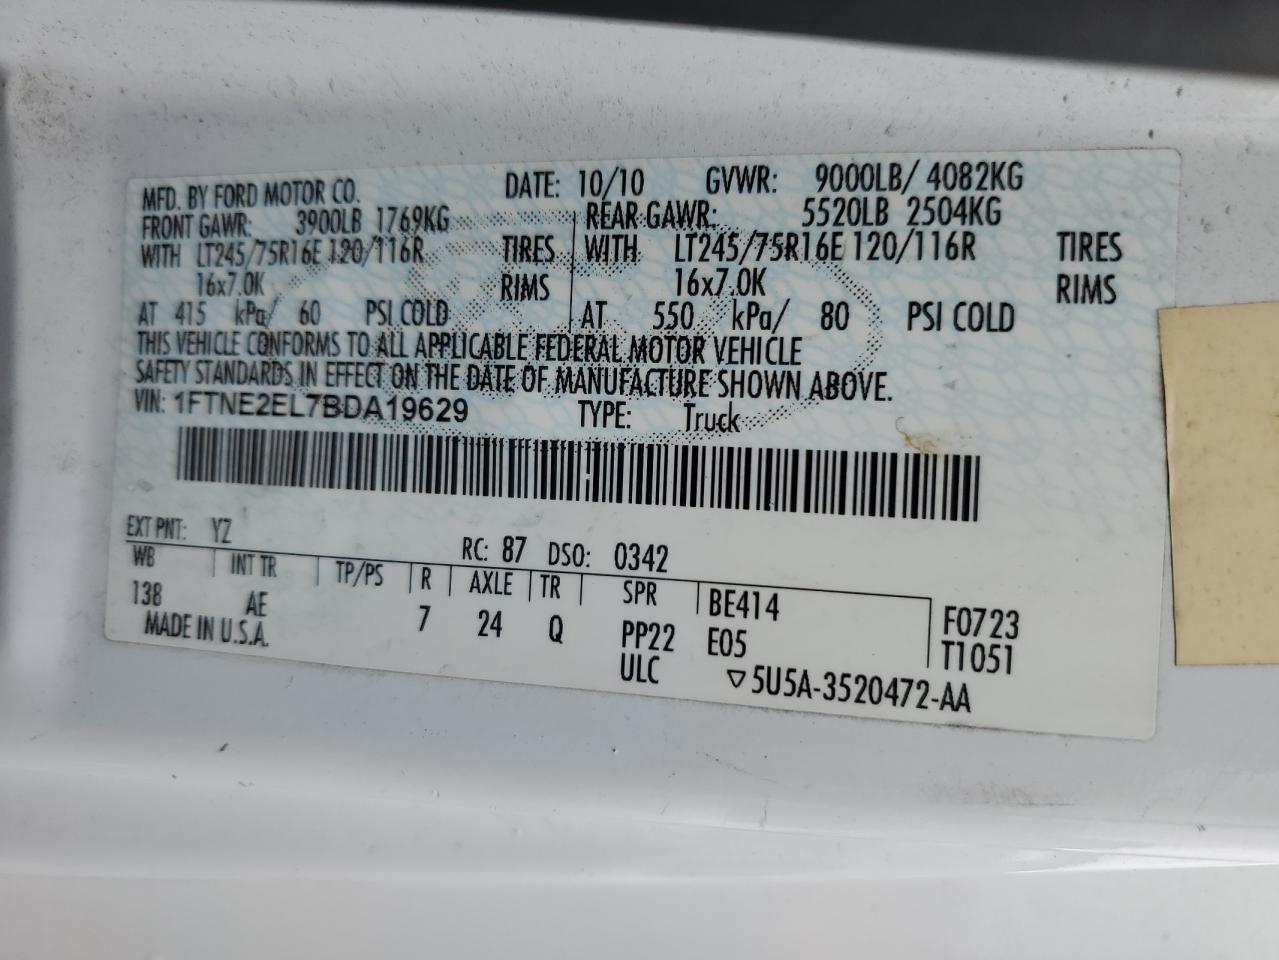 MFD. BY FORD MOTOR CO. DATE: 10/10 GVWR: 9000LB/ 4082KG
FRONT GAWR: 3900LB 1769KG REAR GAWR: 5520LB 2504KG
WITH LT245/75R16E 120/116R TIRES WITH LT245/75R16E 120/116R TIRES
16x7.0K RIMS 16x7.0K RIMS
AT 415 kPa/ 60 PSI COLD AT 550 kPa/ 80 PSI COLD
THIS VEHICLE CONFORMS TO ALL APPLICABLE FEDERAL MOTOR VEHICLE
SAFETY STANDARDS IN EFFECT ON THE DATE OF MANUFACTURE SHOWN ABOVE.
VIN: 1FTNE2EL7BDA19629 TYPE: Truck
EXT PNT: YZ RC: 87 DSO: 0342
WB INT TR TP/PS R AXLE TR SPR BE414 F0723
138 AE 7 24 Q PP22 E05 T1051
MADE IN U.S.A. ULC ▽5U5A-3520472-AA